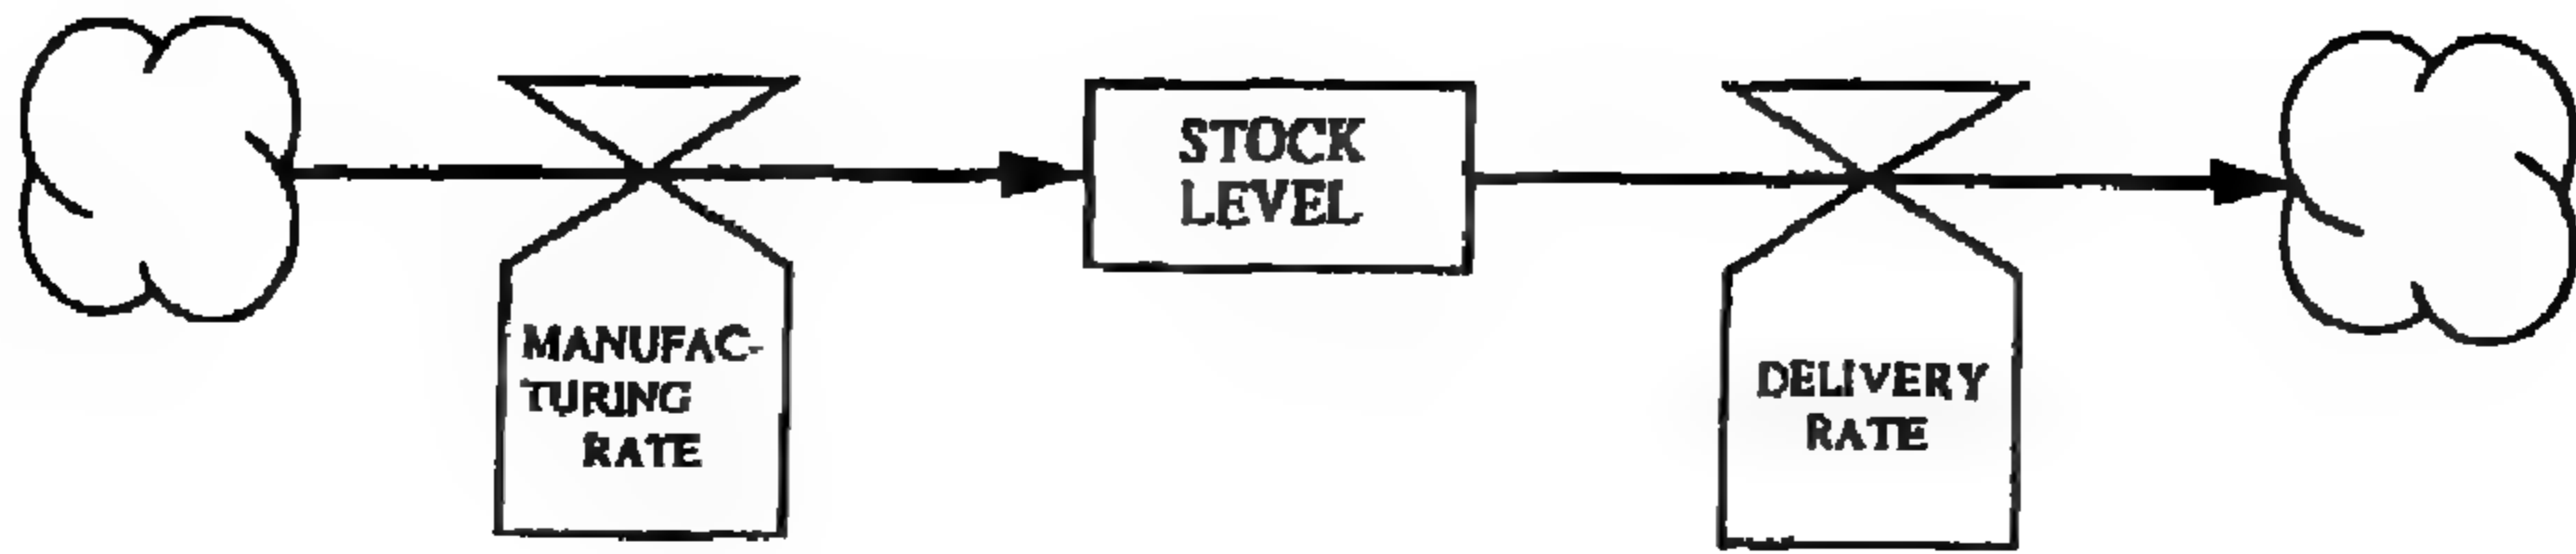 MANUFAC-
TURING
RATE
STOCK
LEVEL
DELIVERY
RATE